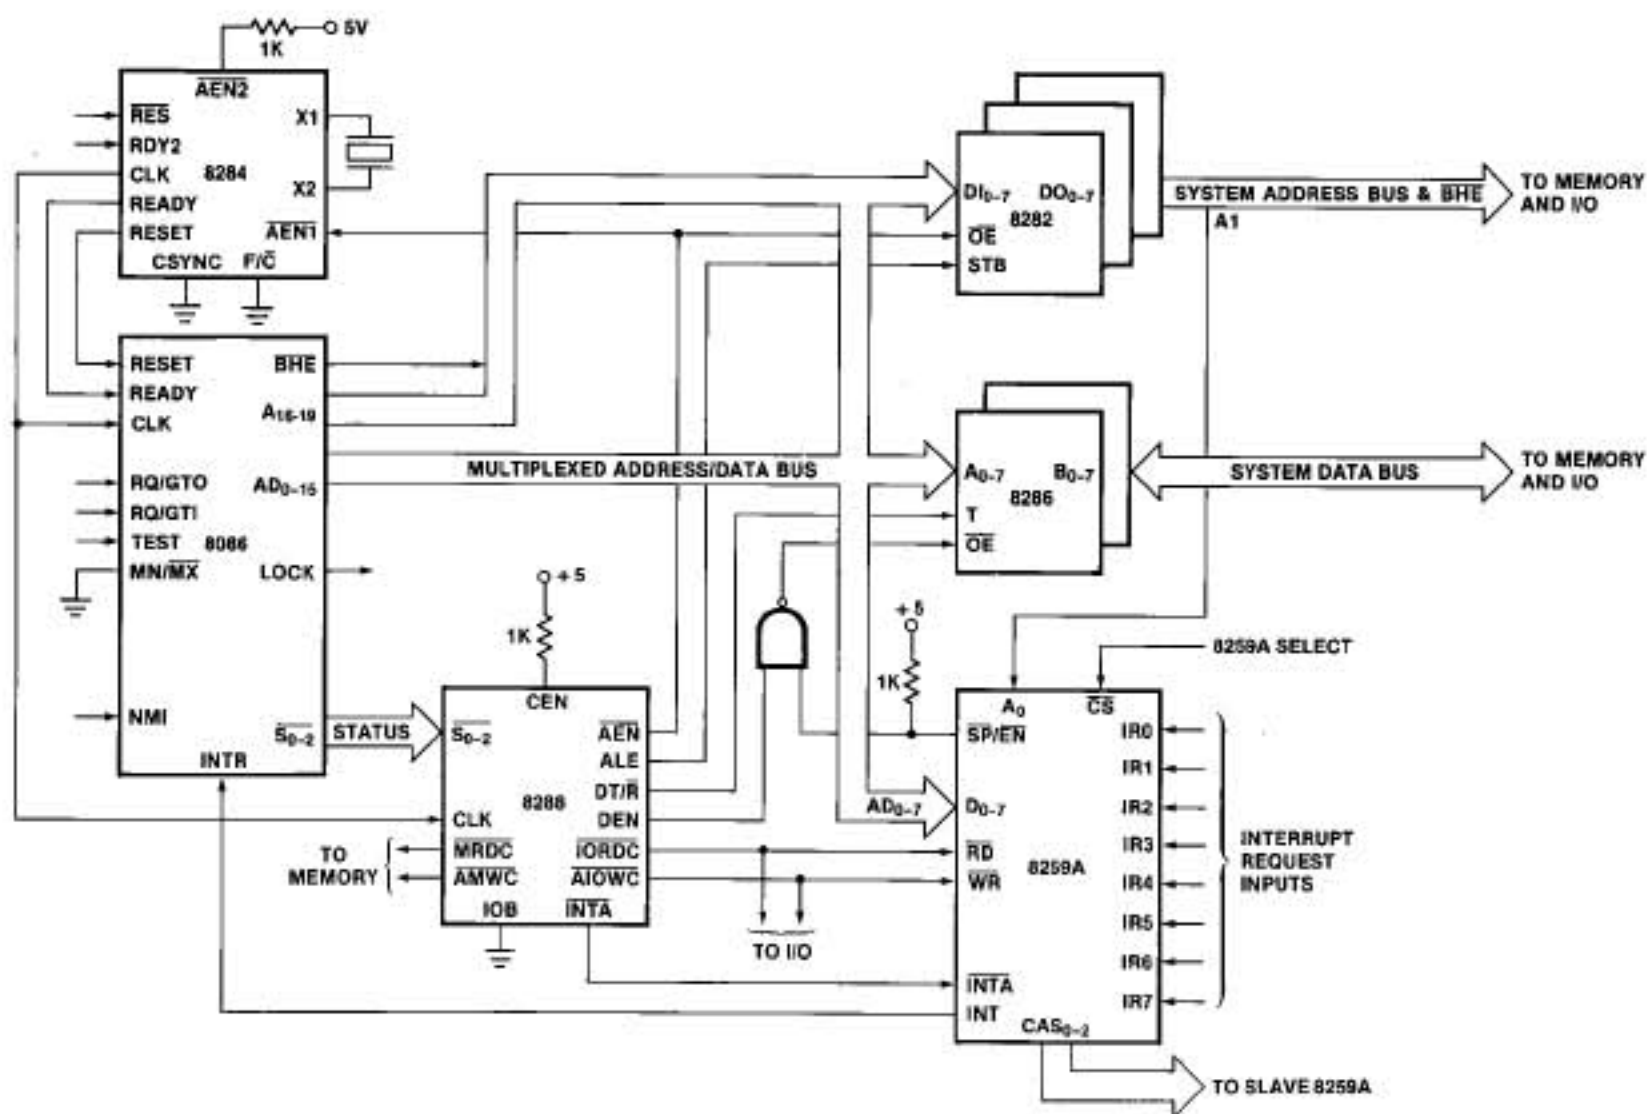 5V
1K
AEN2
RES
X1
RDY2
CLK
8284
X2
READY
RESET
AEN1
CSYNC F/C
DI0-7 DO0-7
8282
OE
STB
SYSTEM ADDRESS BUS & BHE
A1
TO MEMORY
AND I/O
RESET
BHE
READY
A16-19
CLK
RQ/GTO
AD0-15
RQ/GTI
TEST
8086
MN/MX
LOCK
NMI
S0-2
INTR
MULTIPLEXED ADDRESS/DATA BUS
A0-7 B0-7
8286
T
OE
SYSTEM DATA BUS
TO MEMORY
AND I/O
STATUS
+5
1K
CEN
S0-2
AEN
ALE
DT/R
8288
DEN
CLK
MRDC
IORDC
AMWC
AIOWC
IOB
INTA
TO
MEMORY
TO I/O
+5
1K
8259A SELECT
A0
CS
SP/EN
IR0
IR1
AD0-7
D0-7
IR2
RD
IR3
8259A
WR
IR4
IR5
IR6
INTA
IR7
INT
CAS0-2
INTERRUPT
REQUEST
INPUTS
TO SLAVE 8259A